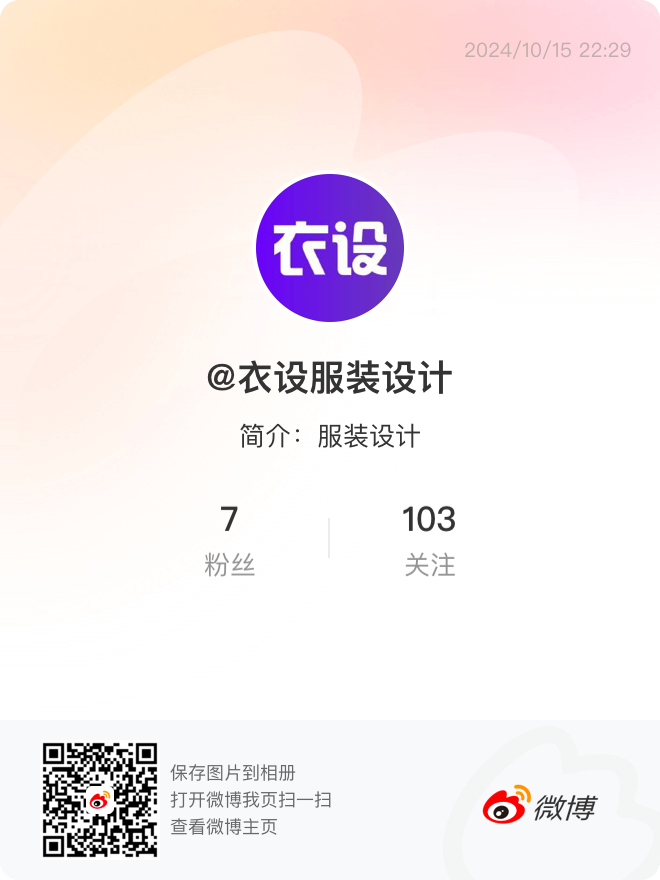 2024/10/15 22:29
衣设
@衣设服装设计
简介：服装设计
7
粉丝
103
关注
保存图片到相册
打开微博我页扫一扫
查看微博主页
微博